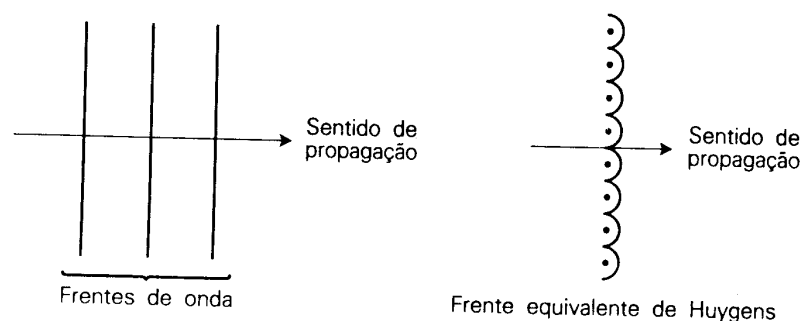 Sentido de
propagação
Frentes de onda
Sentido de
propagação
Frente equivalente de Huygens